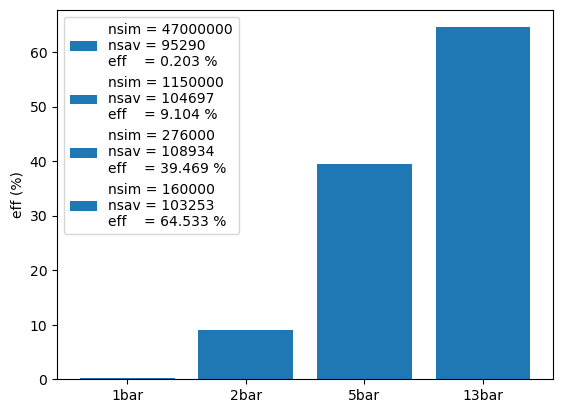 nsim = 47000000
nsav = 95290
eff = 0.203 %
nsim = 1150000
nsav = 104697
eff = 9.104 %
nsim = 276000
nsav = 108934
eff = 39.469 %
nsim = 160000
nsav = 103253
eff = 64.533 %
eff (%)
60
50
40
30
20
10
0
1bar
2bar
5bar
13bar